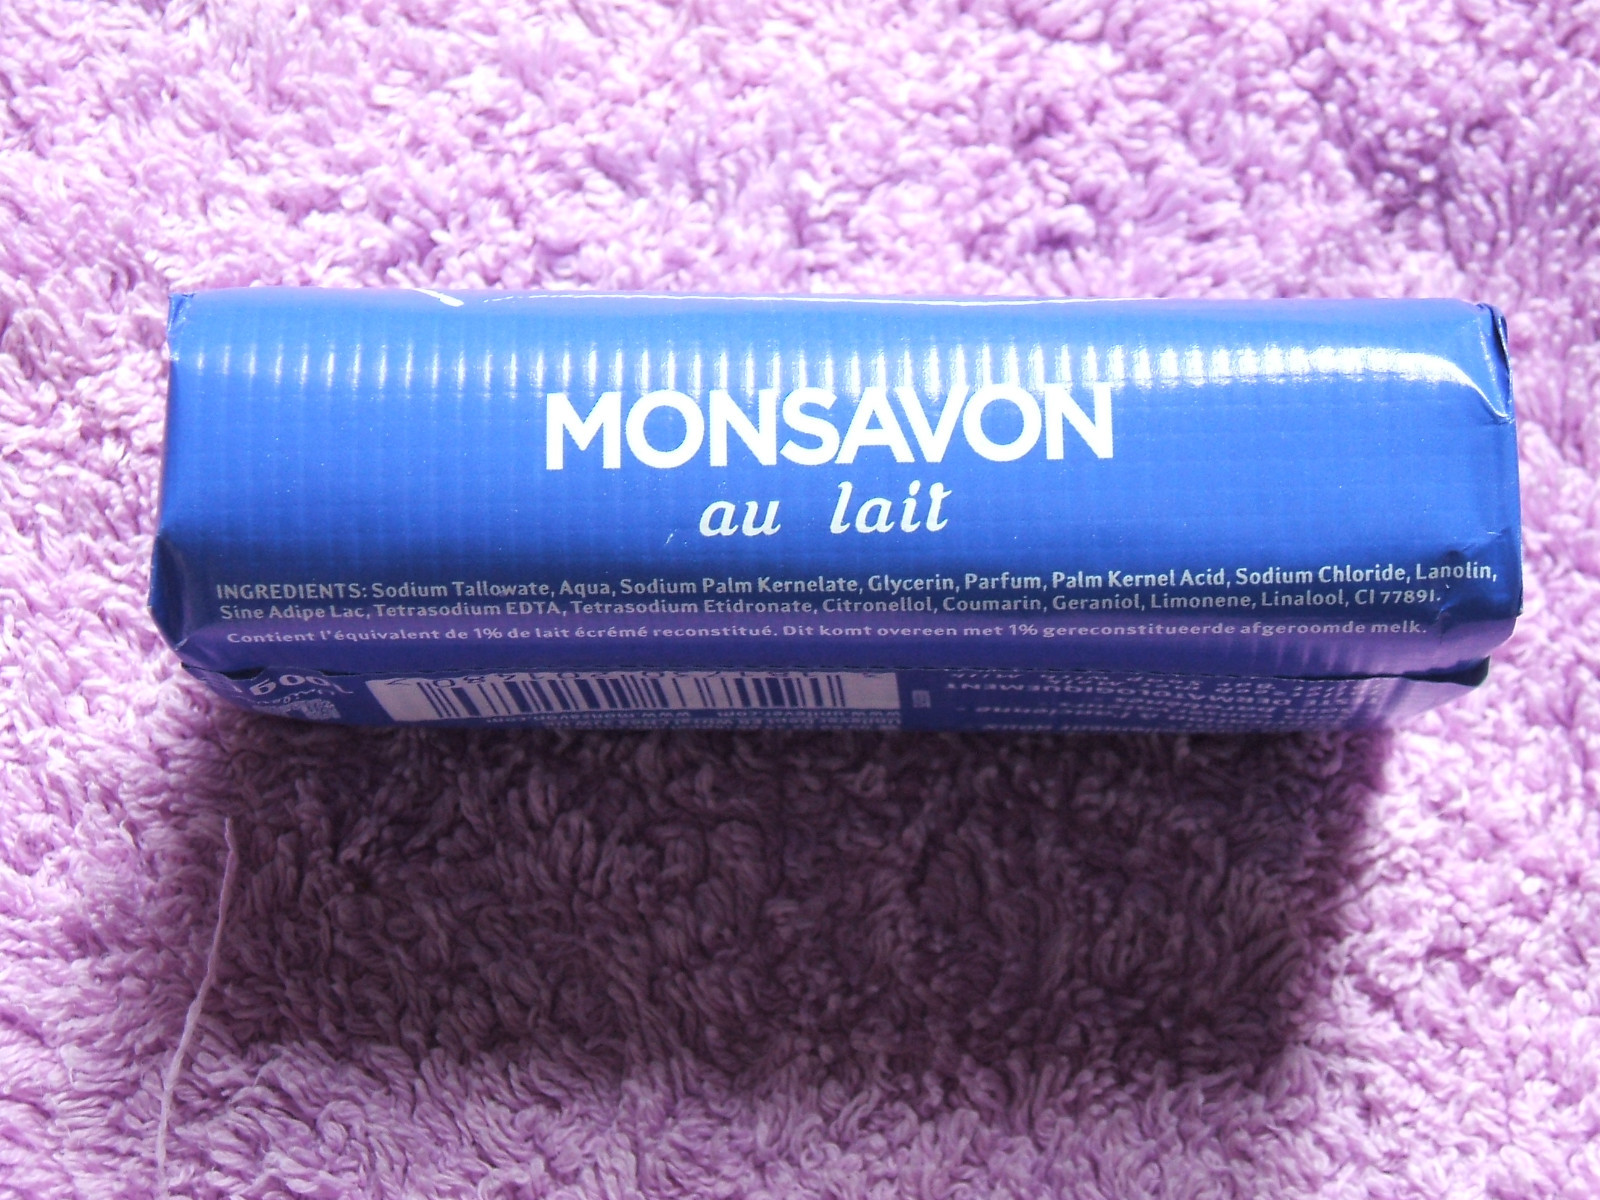 MONSAVON
au lait
INGREDIENTS: Sodium Tallowate, Aqua, Sodium Palm Kernelate, Glycerin, Parfum, Palm Kernel Acid, Sodium Chloride, Lanolin,
Sine Adipe Lac, Tetrasodium EDTA, Tetrasodium Etidronate, Citronellol, Coumarin, Geraniol, Limonene, Linalool, CI 77891.
Contient l'équivalent de 1% de lait écrémé reconstitué. Dit komt overeen met 1% gereconstitueerde afgeroomde melk.